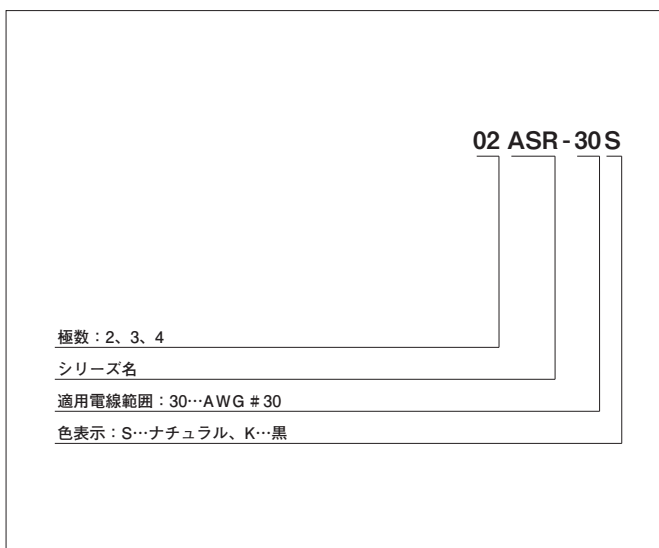 02 ASR-30 S
極数：2、3、4
シリーズ名
適用電線範囲：30…AWG＃30
色表示：S…ナチュラル、K…黒